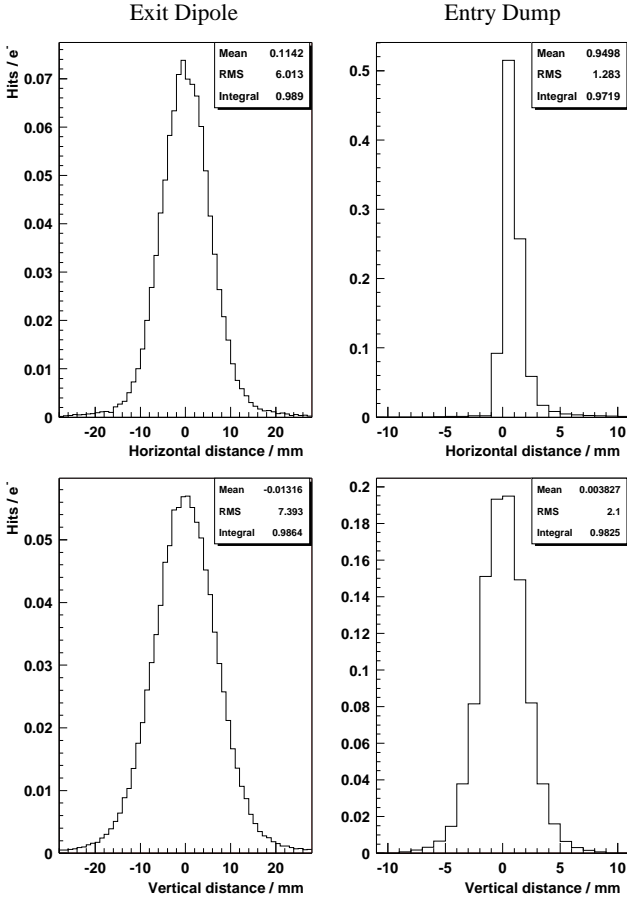 Exit Dipole
Entry Dump
Hits / e-
Mean 0.1142
RMS 6.013
Integral 0.989
0.07
0.06
0.05
0.04
0.03
0.02
0.01
0
-20 -10 0 10 20
Horizontal distance / mm
Mean 0.9498
RMS 1.283
Integral 0.9719
0.5
0.4
0.3
0.2
0.1
0
-10 -5 0 5 10
Horizontal distance / mm
Hits / e-
Mean -0.01316
RMS 7.393
Integral 0.9864
0.05
0.04
0.03
0.02
0.01
0
-20 -10 0 10 20
Vertical distance / mm
Mean 0.003827
RMS 2.1
Integral 0.9825
0.2
0.18
0.16
0.14
0.12
0.1
0.08
0.06
0.04
0.02
0
-10 -5 0 5 10
Vertical distance / mm